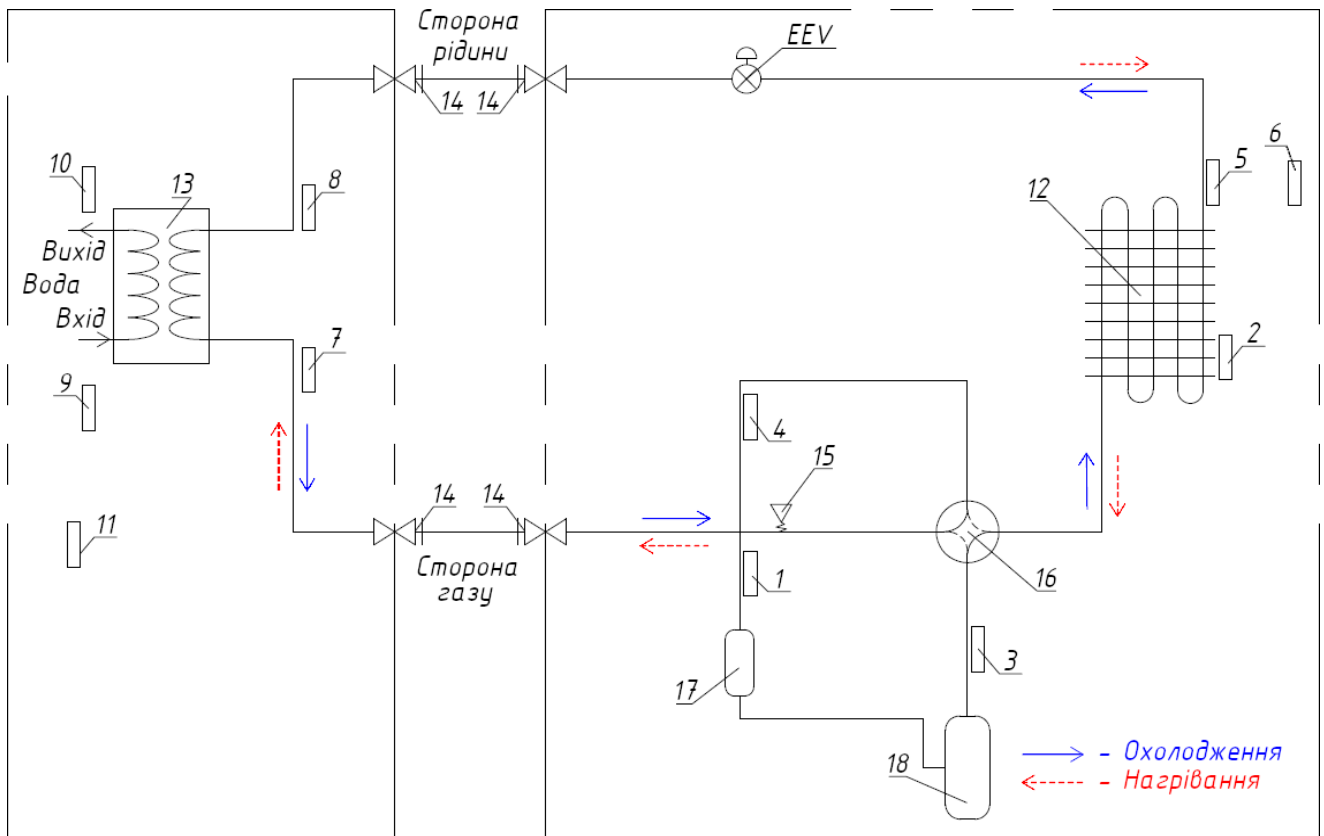 Сторона
рідини
EEV
14
14
10
13
8
5
6
12
Вихід
Вода
Вхід
7
2
9
4
15
14
14
11
Сторона
газу
1
16
3
17
18
- Охолодження
- Нагрівання